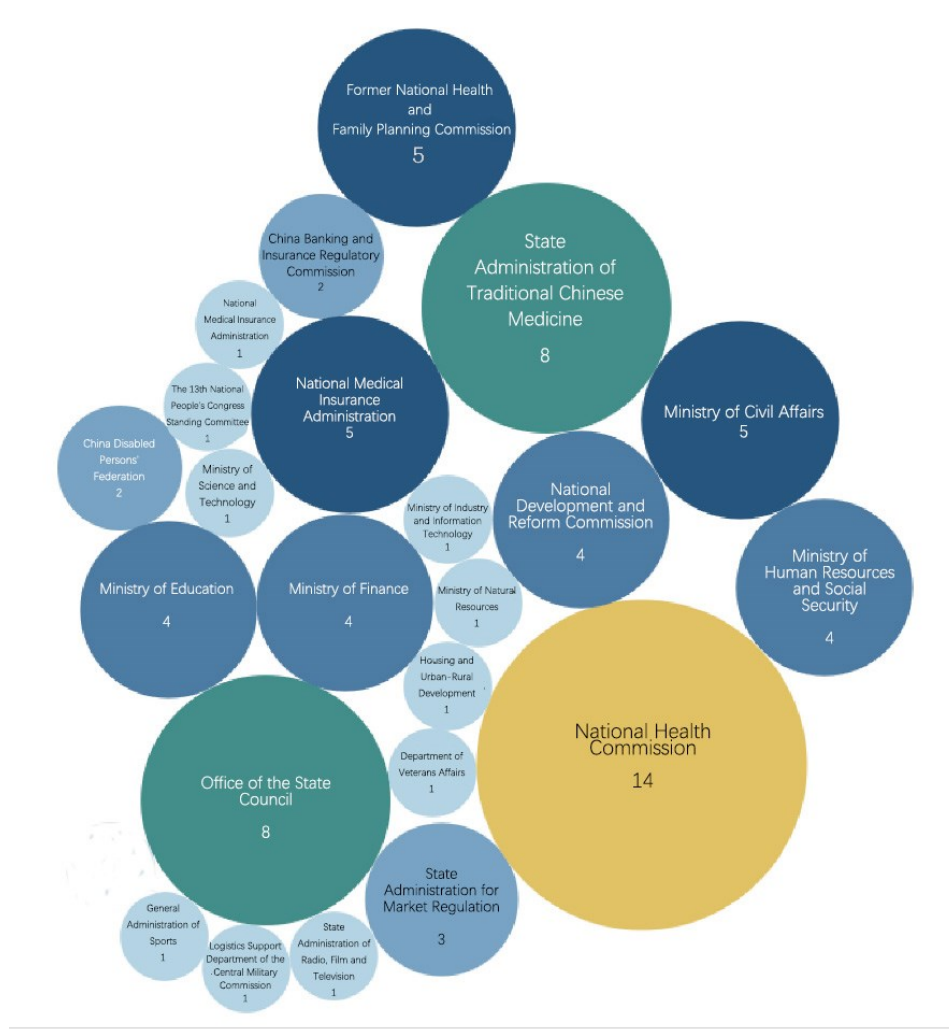 Former National Health
and
Family Planning Commission
5
China Banking and
Insurance Regulatory
Commission
2
State
Administration of
Traditional Chinese
Medicine
8
National
Medical Insurance
Administration
1
National Medical
Insurance
Administration
5
Ministry of Civil Affairs
5
The 13th National
People's Congress
Standing Committee
1
China Disabled
Persons'
Federation
2
Ministry of
Science and
Technology
1
Ministry of Industry
and Information
Technology
1
National
Development and
Reform Commission
4
Ministry of
Human Resources
and Social
Security
4
Ministry of Education
4
Ministry of Finance
4
Ministry of Natural
Resources
1
Housing and
Urban-Rural
Development
1
National Health
Commission
14
Department of
Veterans Affairs
1
Office of the State
Council
8
State
Administration for
Market Regulation
3
General
Administration of
Sports
1
Logistics Support
Department of the
Central Military
Commission
1
State
Administration of
Radio, Film and
Television
1